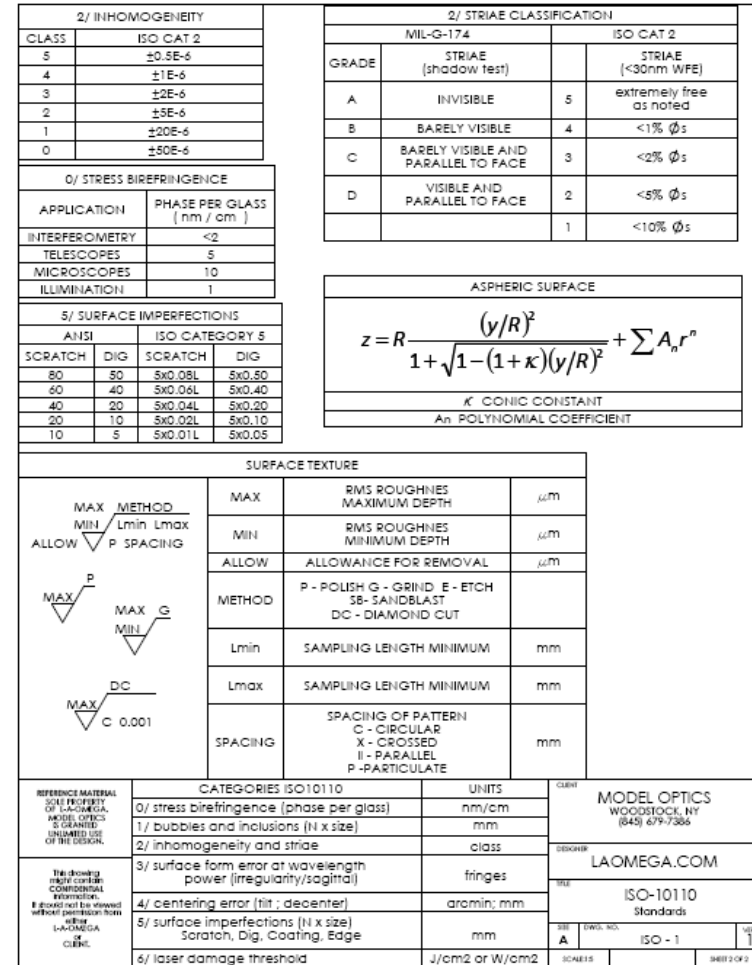 2/ INHOMOGENEITY
CLASS ISO CAT 2
5 ±0.5E-6
4 ±1E-6
3 ±2E-6
2 ±5E-6
1 ±20E-6
0 ±50E-6
0/ STRESS BIREFRINGENCE
APPLICATION PHASE PER GLASS
( nm / cm )
INTERFEROMETRY <2
TELESCOPES 5
MICROSCOPES 10
ILLIMINATION 1
5/ SURFACE IMPERFECTIONS
ANSI ISO CATEGORY 5
SCRATCH DIG SCRATCH DIG
80 50 5x0.08L 5x0.50
60 40 5x0.06L 5x0.40
40 20 5x0.04L 5x0.20
20 10 5x0.02L 5x0.10
10 5 5x0.01L 5x0.05
2/ STRIAE CLASSIFICATION
MIL-G-174 ISO CAT 2
GRADE STRIAE (shadow test) STRIAE (<30nm WFE)
A INVISIBLE 5 extremely free as noted
B BARELY VISIBLE 4 <1% Øs
C BARELY VISIBLE AND PARALLEL TO FACE 3 <2% Øs
D VISIBLE AND PARALLEL TO FACE 2 <5% Øs
1 <10% Øs
ASPHERIC SURFACE
z = R (y/R)² / 1+√1−(1+κ)(y/R)² + ∑ Aₙrⁿ
K CONIC CONSTANT
An POLYNOMIAL COEFFICIENT
SURFACE TEXTURE
MAX METHOD
MIN Lmin Lmax
ALLOW P SPACING
P
MAX
MAX G
MIN
DC
MAX
C 0.001
MAX RMS ROUGHNES MAXIMUM DEPTH µm
MIN RMS ROUGHNES MINIMUM DEPTH µm
ALLOW ALLOWANCE FOR REMOVAL µm
METHOD P - POLISH G - GRIND E - ETCH
SB- SANDBLAST
DC - DIAMOND CUT
Lmin SAMPLING LENGTH MINIMUM mm
Lmax SAMPLING LENGTH MINIMUM mm
SPACING SPACING OF PATTERN mm
C - CIRCULAR
X - CROSSED
II - PARALLEL
P -PARTICULATE
REFERENCE MATERIAL
SOLE PROPERTY
OF L-A-OMEGA.
MODEL OPTICS
IS GRANTED
UNLIMITED USE
OF THE DESIGN.
This drawing
might contain
CONFIDENTIAL
information.
It should not be viewed
without permission from
either
L-A-OMEGA
or
CLIENT.
CATEGORIES ISO10110 UNITS
0/ stress birefringence (phase per glass) nm/cm
1/ bubbles and inclusions (N x size) mm
2/ inhomogeneity and striae class
3/ surface form error at wavelength
power (irregularity/sagittal) fringes
4/ centering error (tilt ; decenter) arcmin; mm
5/ surface imperfections (N x size)
Scratch, Dig, Coating, Edge mm
6/ laser damage threshold J/cm2 or W/cm2
CLIENT
MODEL OPTICS
WOODSTOCK, NY
(845) 679-7386
DESIGNER
LAOMEGA.COM
TITLE
ISO-10110
Standards
SIZE DWG. NO.
A ISO - 1 1
SCALE1:5 SHEET 2 OF 2